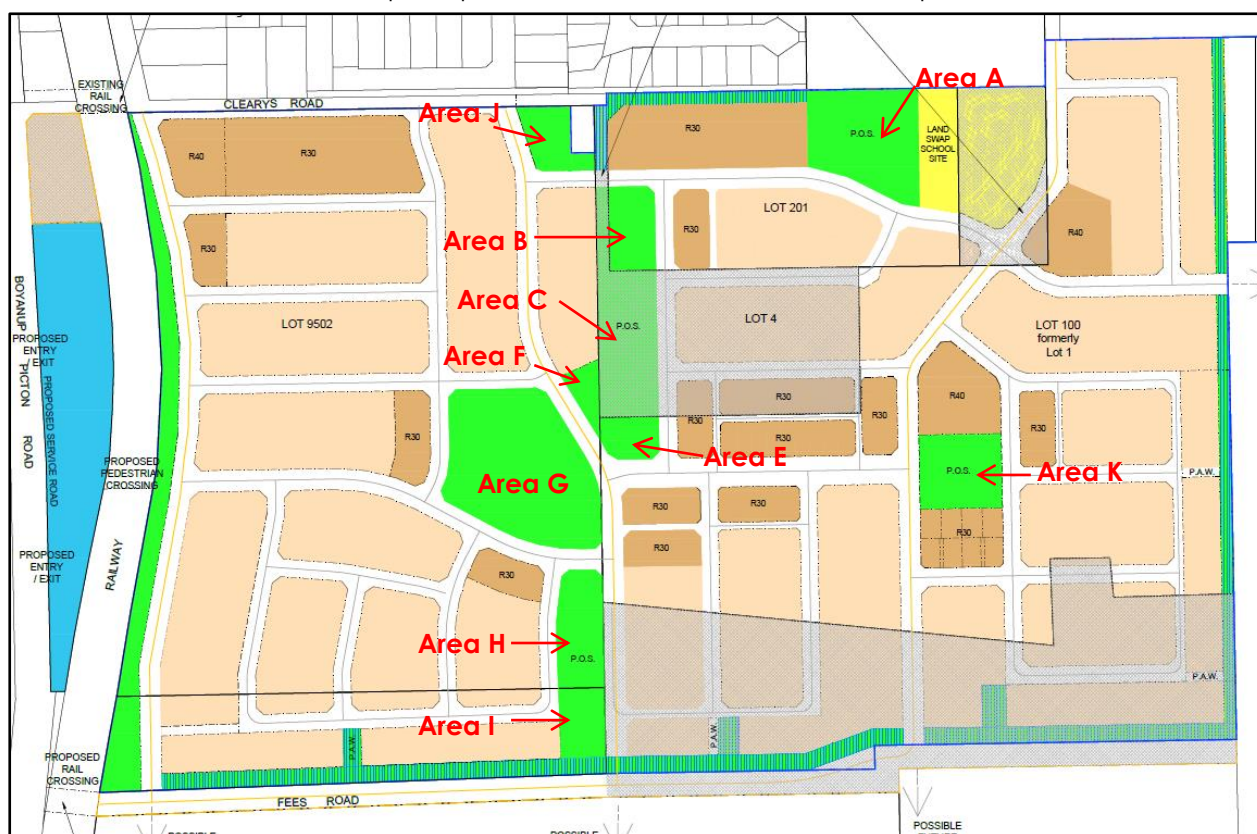 EXISTING
RAIL
CROSSING
CLEARYS ROAD
Area J
Area A
R40
R30
R30
P.O.S.
LAND
SWAP
SCHOOL
SITE
LOT 201
R30
R40
Area B
R30
BOYANUP PICTON ROAD
PROPOSED
ENTRY
/ EXIT
PROPOSED SERVICE ROAD
LOT 9502
Area C
P.O.S.
LOT 4
LOT 100
formerly
Lot 1
Area F
R30
R30
R30
R30
R30
R40
R30
PROPOSED
PEDESTRIAN
CROSSING
Area G
Area E
P.O.S.
Area K
P.A.W.
R30
R30
R30
R30
PROPOSED
ENTRY
/ EXIT
RAILWAY
R30
Area H
P.O.S.
P.A.W.
Area I
P.A.W.
P.A.W.
PROPOSED
RAIL
CROSSING
FEES ROAD
POSSIBLE
POSSIBLE
POSSIBLE